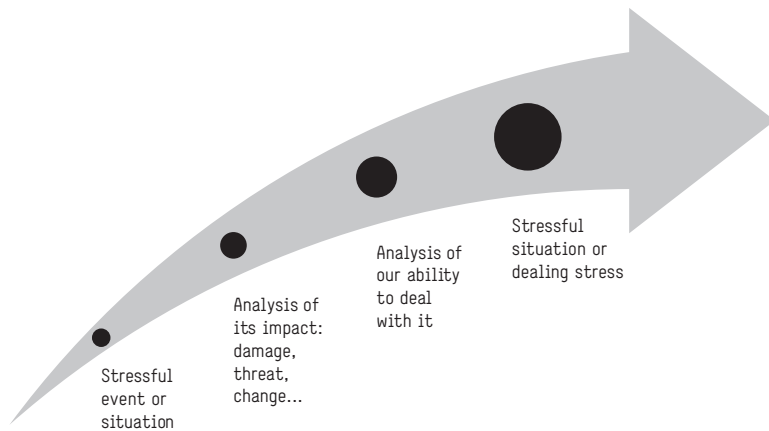 Stressful
event or
situation
Analysis of
its impact:
damage,
threat,
change...
Analysis of
our ability
to deal
with it
Stressful
situation or
dealing stress